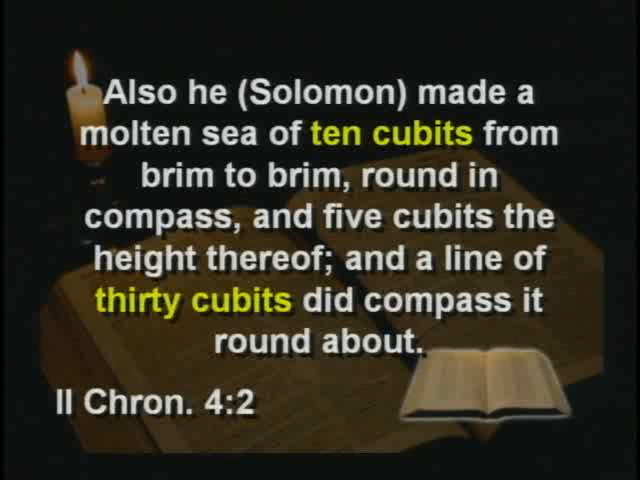 Also he (Solomon) made a
molten sea of ten cubits from
brim to brim, round in
compass, and five cubits the
height thereof; and a line of
thirty cubits did compass it
round about.
II Chron. 4:2